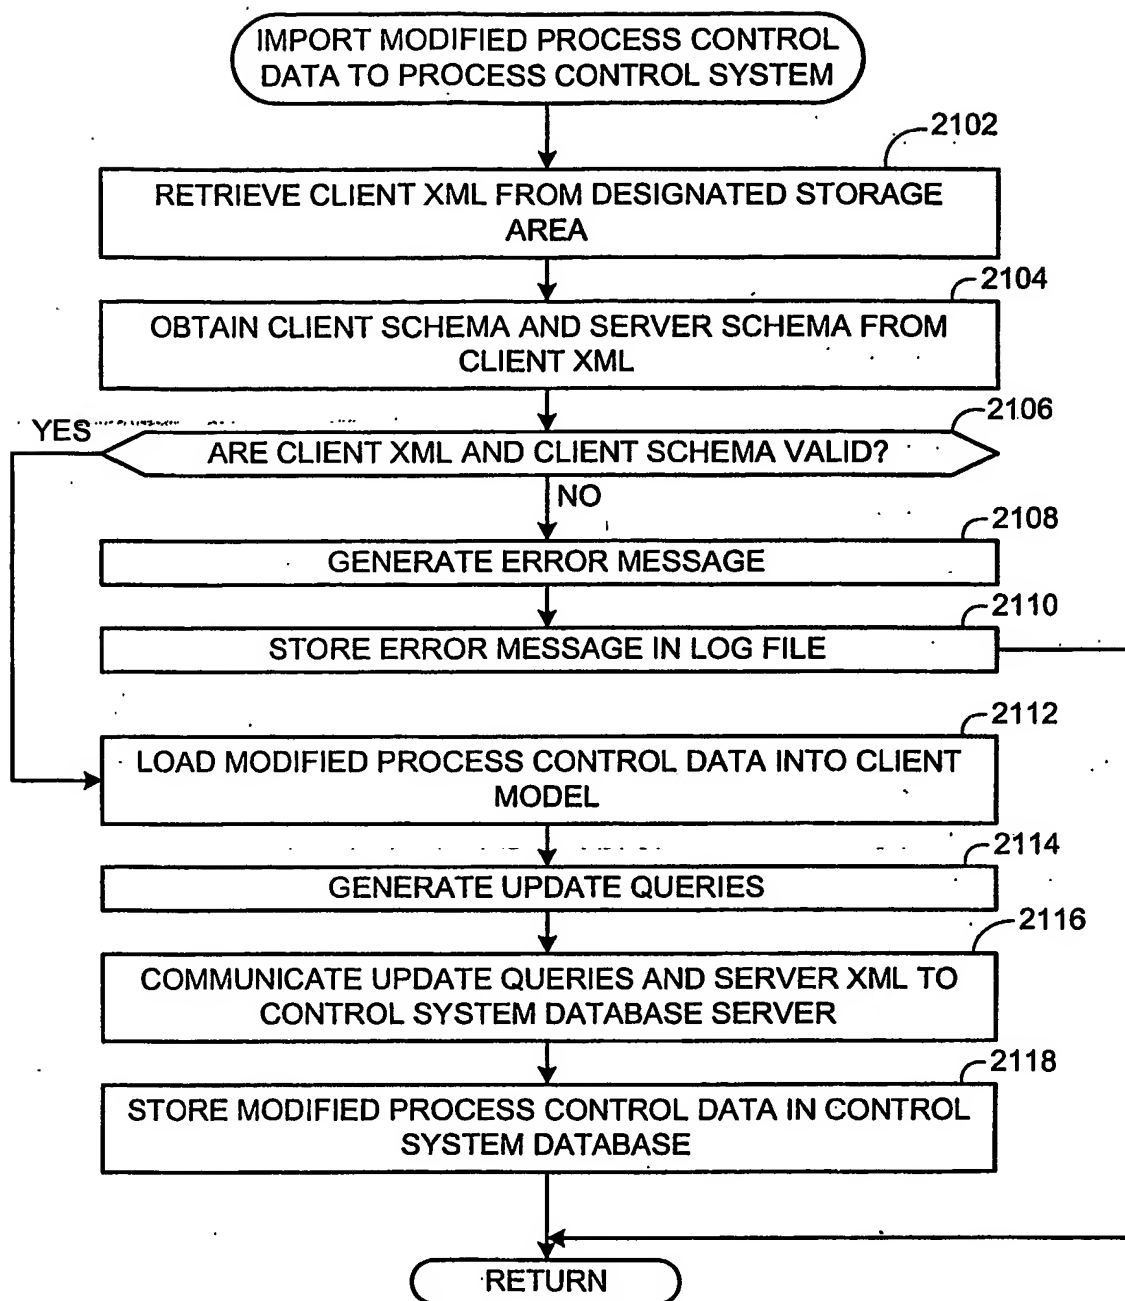 IMPORT MODIFIED PROCESS CONTROL
DATA TO PROCESS CONTROL SYSTEM
2102
RETRIEVE CLIENT XML FROM DESIGNATED STORAGE
AREA
2104
OBTAIN CLIENT SCHEMA AND SERVER SCHEMA FROM
CLIENT XML
2106
YES
ARE CLIENT XML AND CLIENT SCHEMA VALID?
NO
2108
GENERATE ERROR MESSAGE
2110
STORE ERROR MESSAGE IN LOG FILE
2112
LOAD MODIFIED PROCESS CONTROL DATA INTO CLIENT
MODEL
2114
GENERATE UPDATE QUERIES
2116
COMMUNICATE UPDATE QUERIES AND SERVER XML TO
CONTROL SYSTEM DATABASE SERVER
2118
STORE MODIFIED PROCESS CONTROL DATA IN CONTROL
SYSTEM DATABASE
RETURN